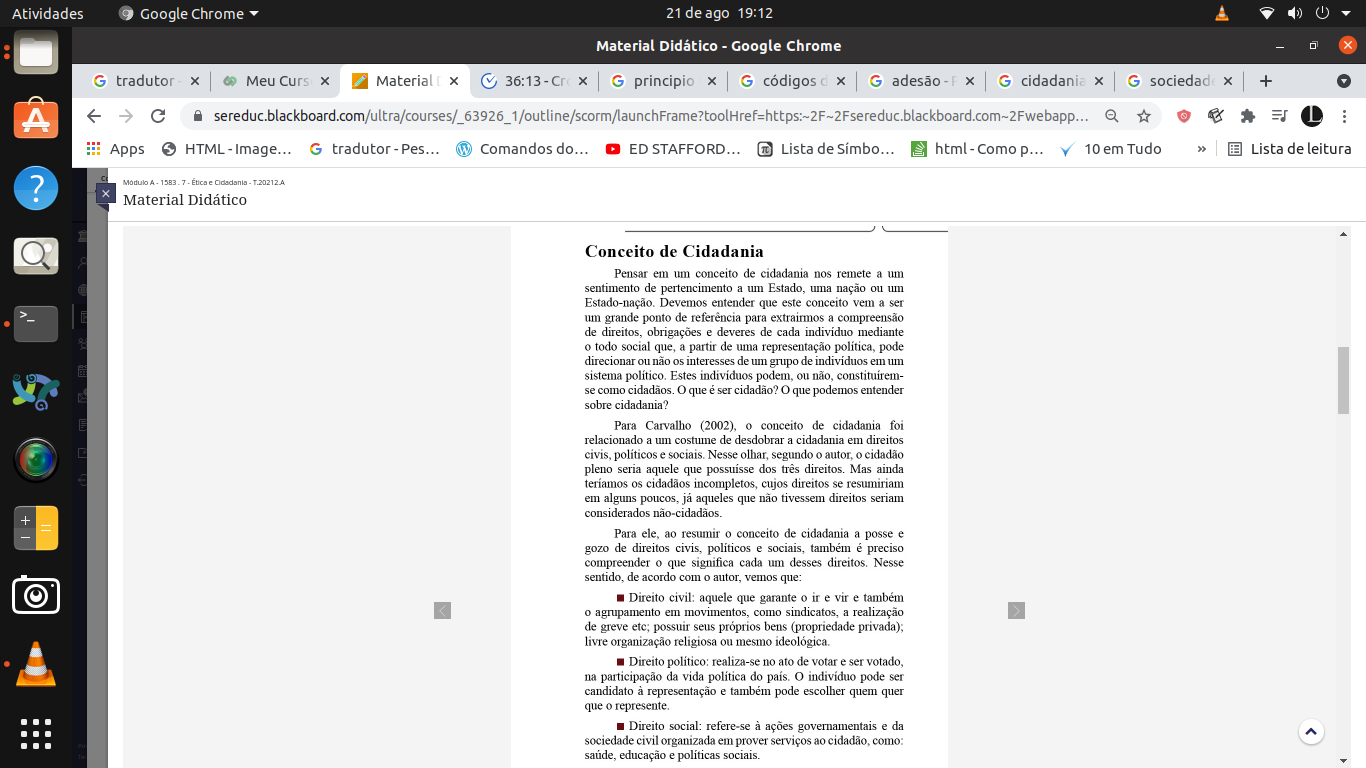 Atividades
Google Chrome
21 de ago 19:12
Material Didático - Google Chrome
tradutor -
Meu Curs
Material D
36:13 - Cr
principio
códigos d
adesão - P
cidadania
sociedade
sereduc.blackboard.com/ultra/courses/_63926_1/outline/scorm/launchFrame?toolHref=https:~2F~2Fsereduc.blackboard.com~2Fwebapp...
Apps
HTML - Image...
tradutor - Pes...
Comandos do...
ED STAFFORD...
Lista de Símbo...
html - Como p...
10 em Tudo
»
Lista de leitura
Módulo A - 1583 . 7 - Ética e Cidadania - T.20212.A
Material Didático
Conceito de Cidadania
Pensar em um conceito de cidadania nos remete a um
sentimento de pertencimento a um Estado, uma nação ou um
Estado-nação. Devemos entender que este conceito vem a ser
um grande ponto de referência para extrairmos a compreensão
de direitos, obrigações e deveres de cada indivíduo mediante
o todo social que, a partir de uma representação política, pode
direcionar ou não os interesses de um grupo de indivíduos em um
sistema político. Estes indivíduos podem, ou não, constituírem-
se como cidadãos. O que é ser cidadão? O que podemos entender
sobre cidadania?
Para Carvalho (2002), o conceito de cidadania foi
relacionado a um costume de desdobrar a cidadania em direitos
civis, políticos e sociais. Nesse olhar, segundo o autor, o cidadão
pleno seria aquele que possuísse dos três direitos. Mas ainda
teríamos os cidadãos incompletos, cujos direitos se resumiriam
em alguns poucos, já aqueles que não tivessem direitos seriam
considerados não-cidadãos.
Para ele, ao resumir o conceito de cidadania a posse e
gozo de direitos civis, políticos e sociais, também é preciso
compreender o que significa cada um desses direitos. Nesse
sentido, de acordo com o autor, vemos que:
■ Direito civil: aquele que garante o ir e vir e também
o agrupamento em movimentos, como sindicatos, a realização
de greve etc; possuir seus próprios bens (propriedade privada);
livre organização religiosa ou mesmo ideológica.
■ Direito político: realiza-se no ato de votar e ser votado,
na participação da vida política do país. O indivíduo pode ser
candidato à representação e também pode escolher quem quer
que o represente.
■ Direito social: refere-se à ações governamentais e da
sociedade civil organizada em prover serviços ao cidadão, como:
saúde, educação e políticas sociais.